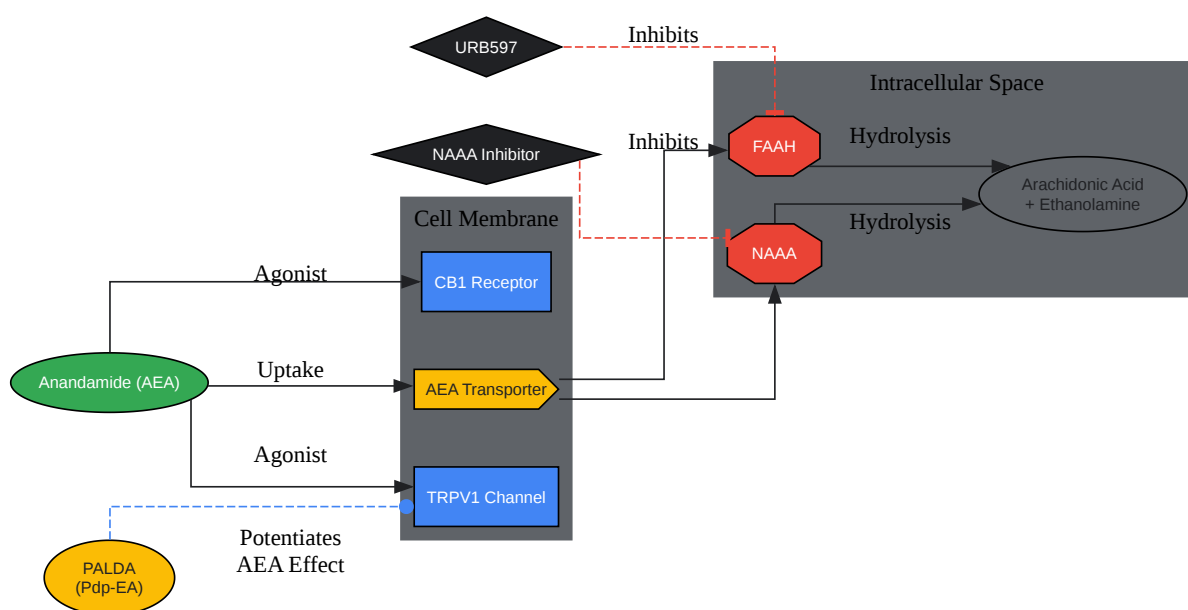 URB597
Inhibits
Intracellular Space
NAAA Inhibitor
Inhibits
FAAH
Hydrolysis
Arachidonic Acid
+ Ethanolamine
Cell Membrane
Hydrolysis
NAAA
Agonist
CB1 Receptor
Anandamide (AEA)
Uptake
AEA Transporter
Agonist
TRPV1 Channel
Potentiates
AEA Effect
PALDA
(Pdp-EA)